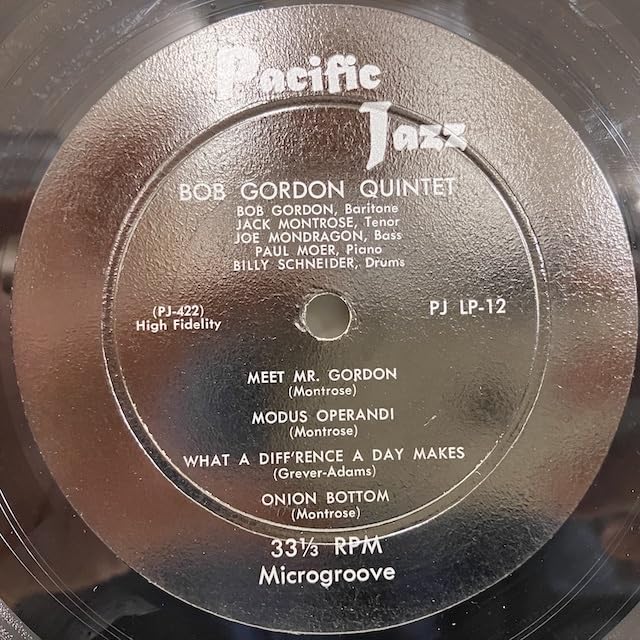 Pacific
Jazz
BOB GORDON QUINTET
BOB GORDON, Baritone
JACK MONTROSE, Tenor
JOE MONDRAGON, Bass
PAUL MOER, Piano
BILLY SCHNEIDER, Drums
(PJ-422)
High Fidelity
PJ LP-12
MEET MR. GORDON
(Montrose)
MODUS OPERANDI
(Montrose)
WHAT A DIFF'RENCE A DAY MAKES
(Grever-Adams)
ONION BOTTOM
(Montrose)
33⅓ RPM
Microgroove